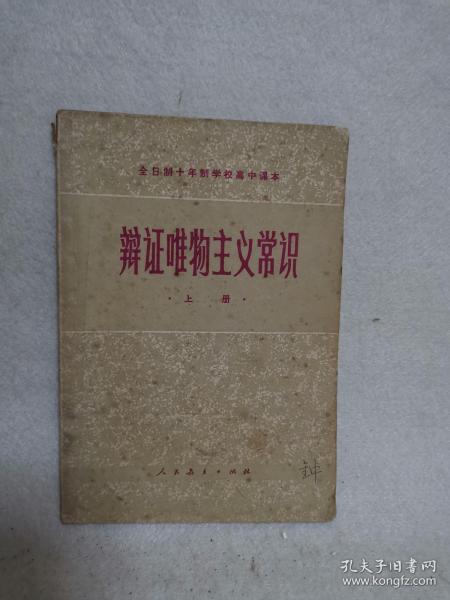 全日制十年制学校高中课本
辩证唯物主义常识
·上 册·
人民教育出版社
钟
孔夫子旧书网
www.kongfz.com